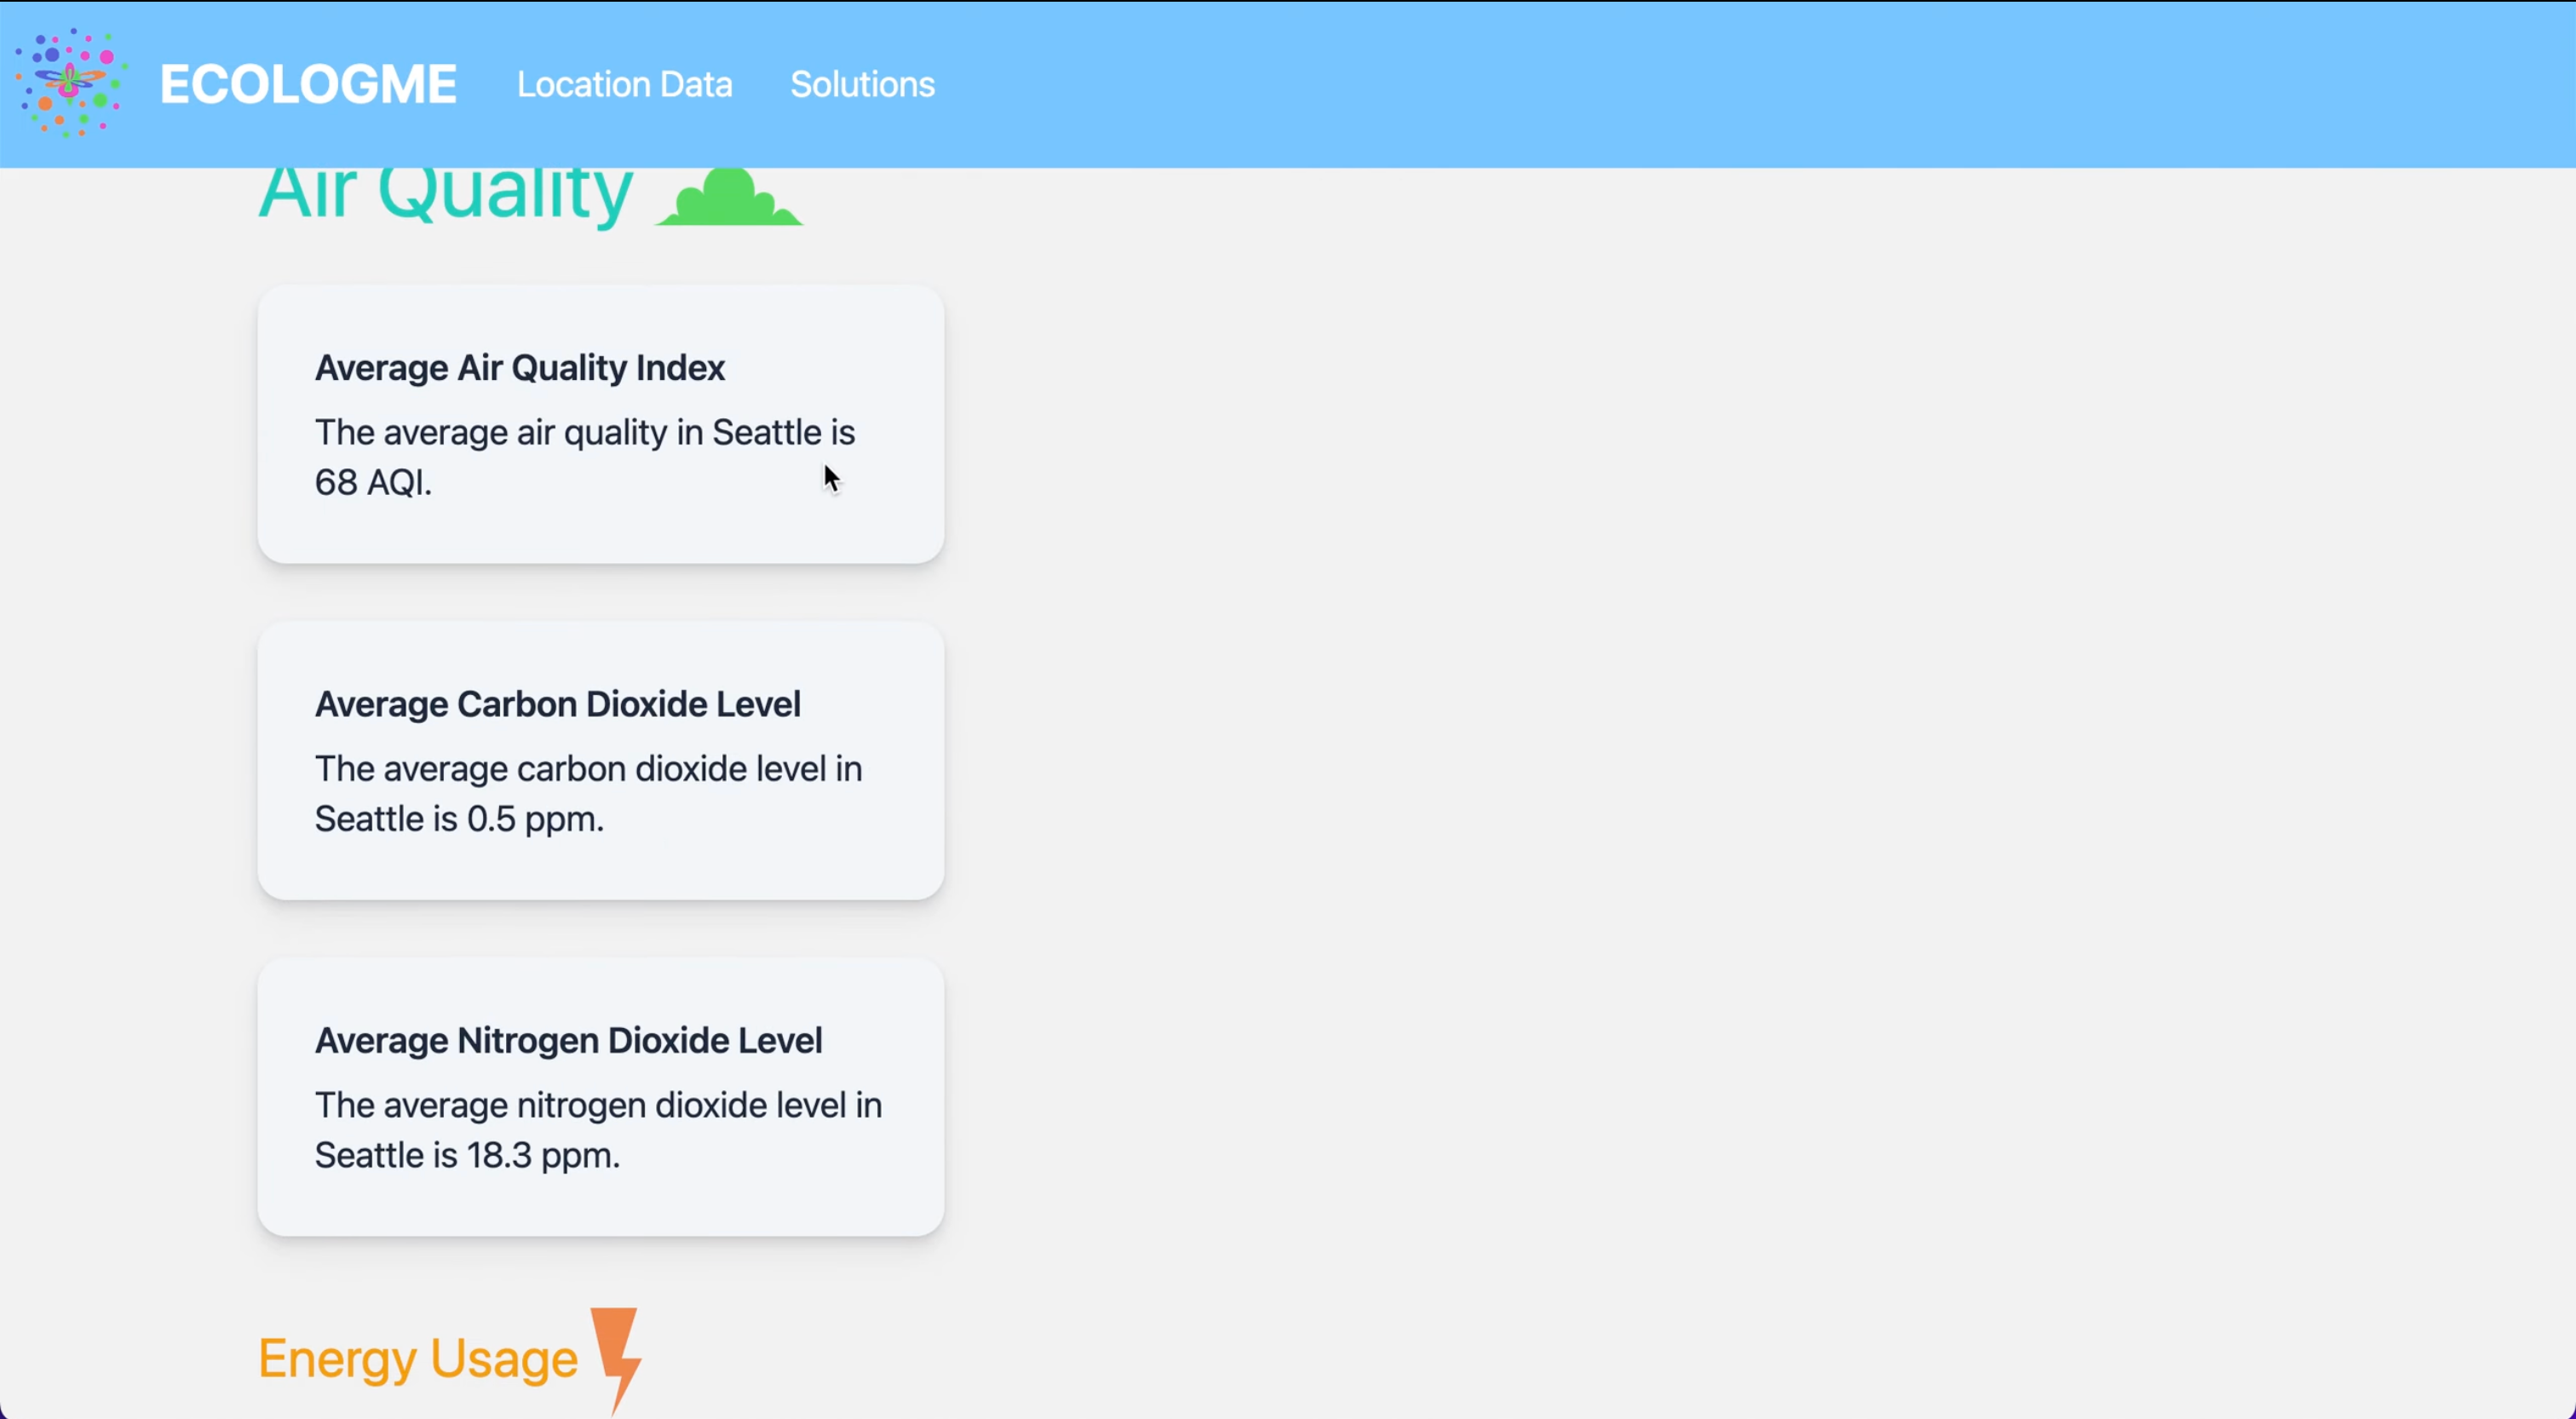 ECOLOGME
Location Data
Solutions
Air Quality
Average Air Quality Index
The average air quality in Seattle is
68 AQI.
Average Carbon Dioxide Level
The average carbon dioxide level in
Seattle is 0.5 ppm.
Average Nitrogen Dioxide Level
The average nitrogen dioxide level in
Seattle is 18.3 ppm.
Energy Usage